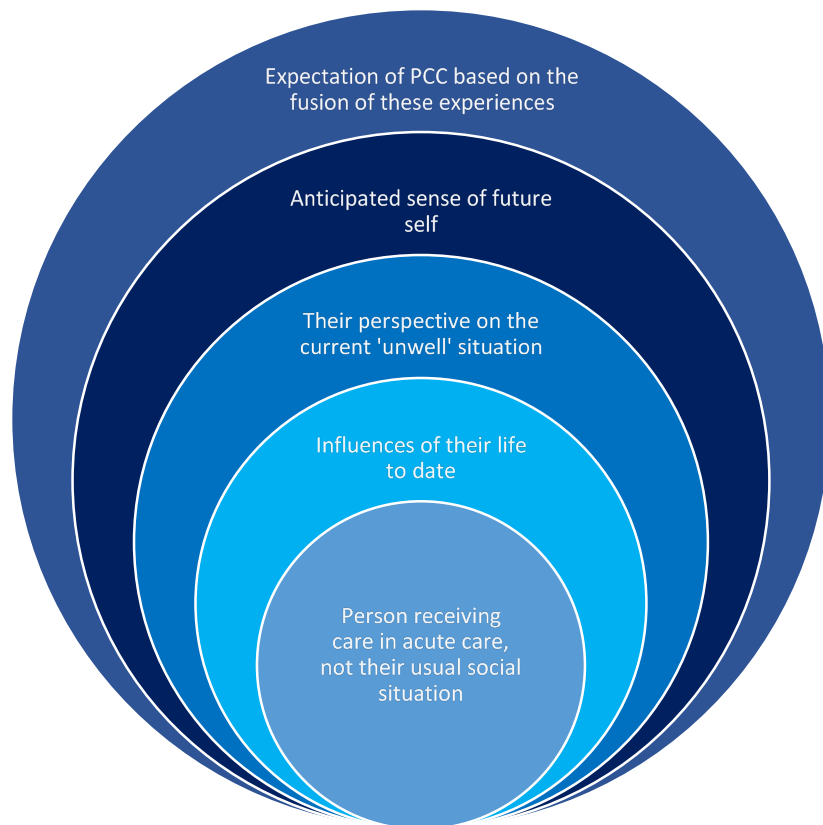 Expectation of PCC based on the
fusion of these experiences
Anticipated sense of future
self
Their perspective on the
current 'unwell' situation
Influences of their life
to date
Person receiving
care in acute care,
not their usual social
situation